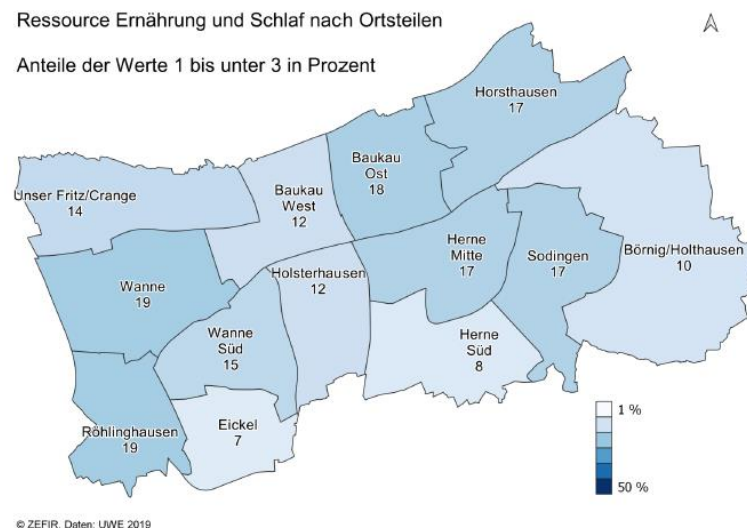 Ressource Ernährung und Schlaf nach Ortsteilen
Anteile der Werte 1 bis unter 3 in Prozent
Horsthausen
17
Baukau
Ost
18
Unser Fritz/Crange
14
Baukau
West
12
Herne
Mitte
17
Sodingen
17
Börnig/Holthausen
10
Wanne
19
Holsterhausen
12
Wanne
Süd
15
Herne
Süd
8
Röhlinghausen
19
Eickel
7
1 %
50 %
© ZEFIR, Daten: UWE 2019